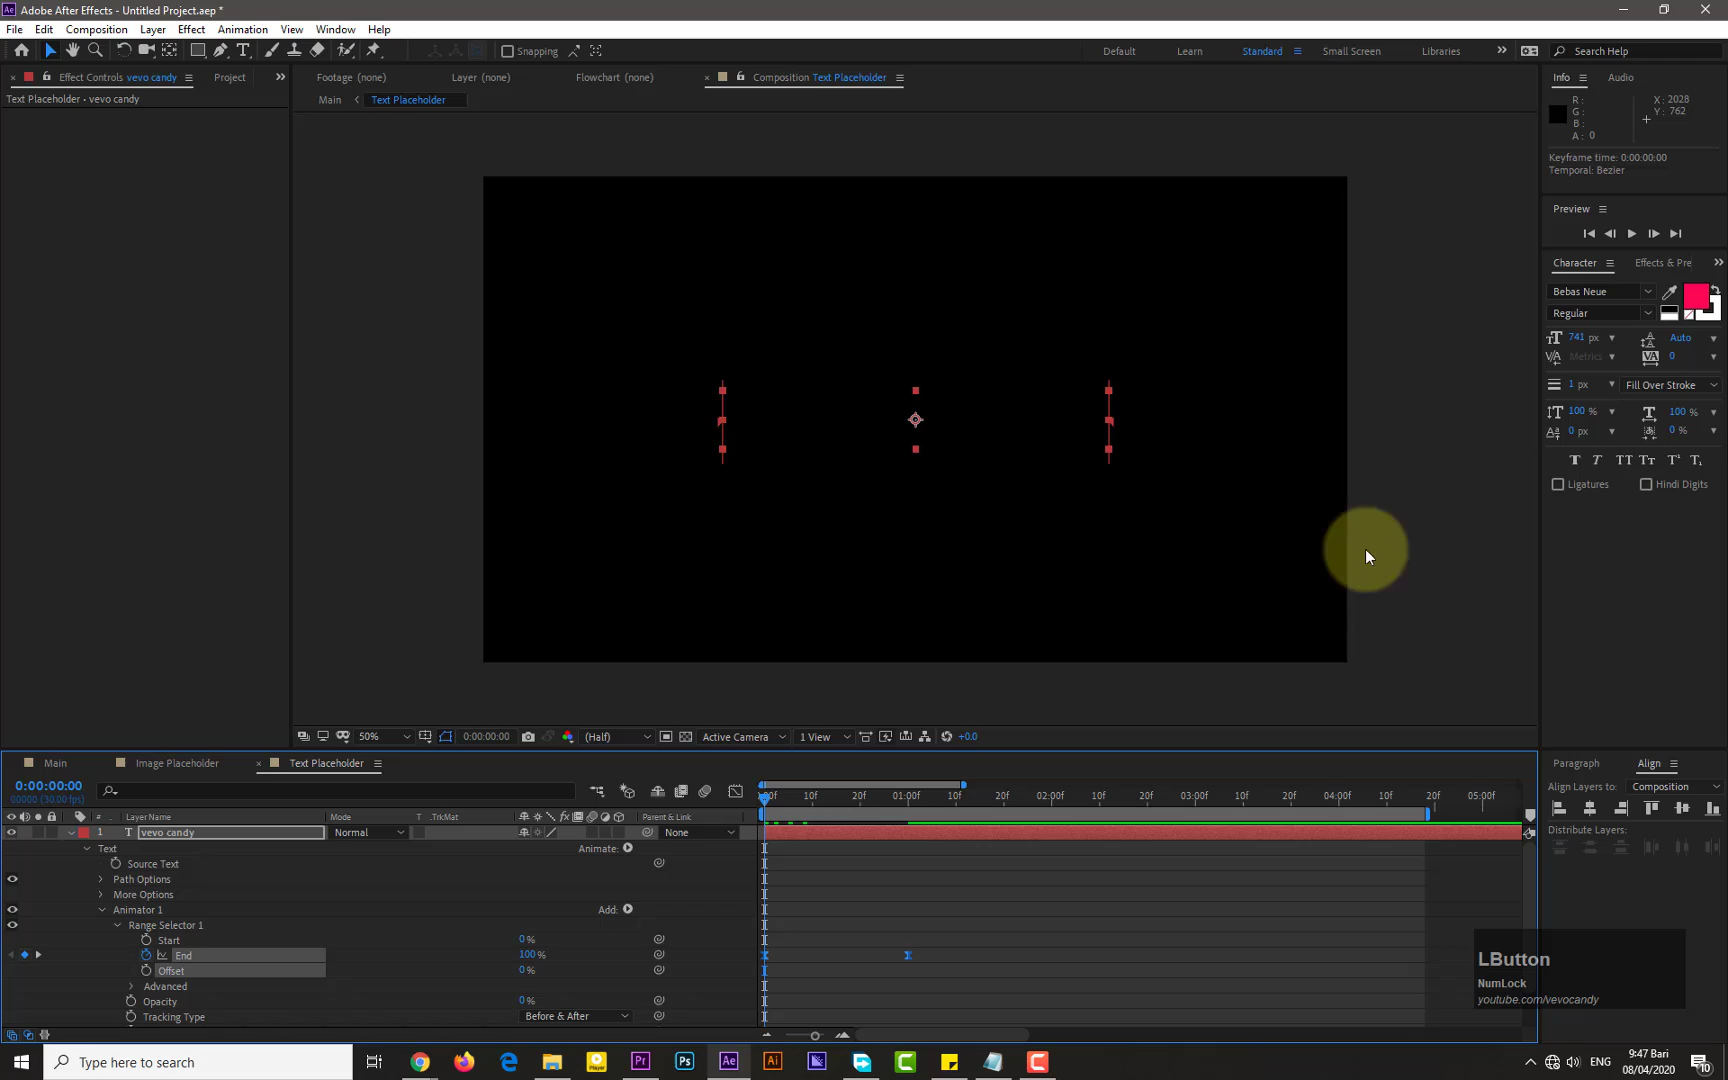 Adobe After Effects - Untitled Project.aep *
File Edit Composition Layer Effect Animation View Window Help
Snapping
Default Learn Standard Small Screen Libraries
Search Help
Effect Controls vevo candy Project
Text Placeholder • vevo candy
Footage (none) Layer (none) Flowchart (none) Composition Text Placeholder
Main Text Placeholder
Info Audio
R: X: 2028
G: Y: 762
B:
A: 0
Keyframe time: 0:00:00:00
Temporal: Bezier
Preview
Character Effects & Pre
Bebas Neue
Regular
741 px Auto
Metrics 0
1 px Fill Over Stroke
100 % 100 %
0 px 0 %
Ligatures Hindi Digits
50% 0:00:00:00 (Half) Active Camera 1 View +0.0
Main Image Placeholder Text Placeholder
0:00:00:00
00000 (30.00 fps)
10f 20f 01:00f 10f 20f 02:00f 10f 20f 03:00f 10f 20f 04:00f 10f 20f 05:00f
# Layer Name Mode T .TrkMat Parent & Link
1 T vevo candy Normal None
Text Animate:
Source Text
Path Options
More Options
Animator 1 Add:
Range Selector 1
Start 0 %
End 100 %
Offset 0 %
Advanced
Opacity 0 %
Tracking Type Before & After
Paragraph Align
Align Layers to: Composition
Distribute Layers:
LButton
NumLock
youtube.com/vevocandy
Type here to search
ENG
9:47 Bari
08/04/2020
10